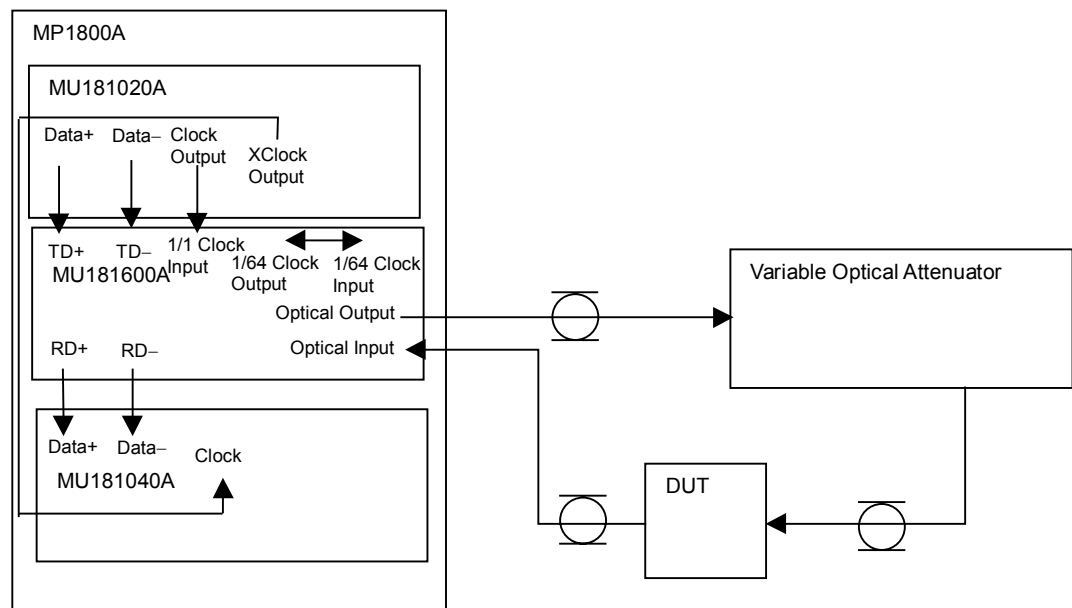 MP1800A
MU181020A
Data+
Data−
Clock
Output
XClock
Output
TD+
TD−
1/1 Clock
Input
MU181600A
1/64 Clock
Output
1/64 Clock
Input
Optical Output
Optical Input
RD+
RD−
Data+
Data−
Clock
MU181040A
Variable Optical Attenuator
DUT